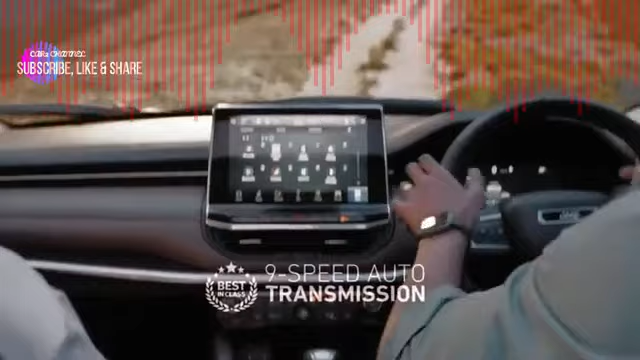 SUBSCRIBE, LIKE & SHARE
BEST
IN CLASS
9-SPEED AUTO
TRANSMISSION